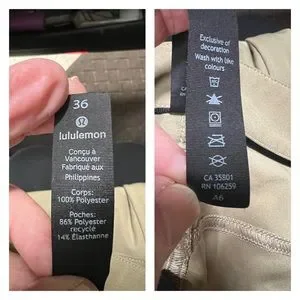 36
lululemon
Conçu à
Vancouver
Fabriqué aux
Philippines
Corps:
100% Polyester
Poches:
86% Polyester
recyclé
14% Élasthanne
Exclusive of
decoration
Wash with like
colours
CA 35801
RN 106259